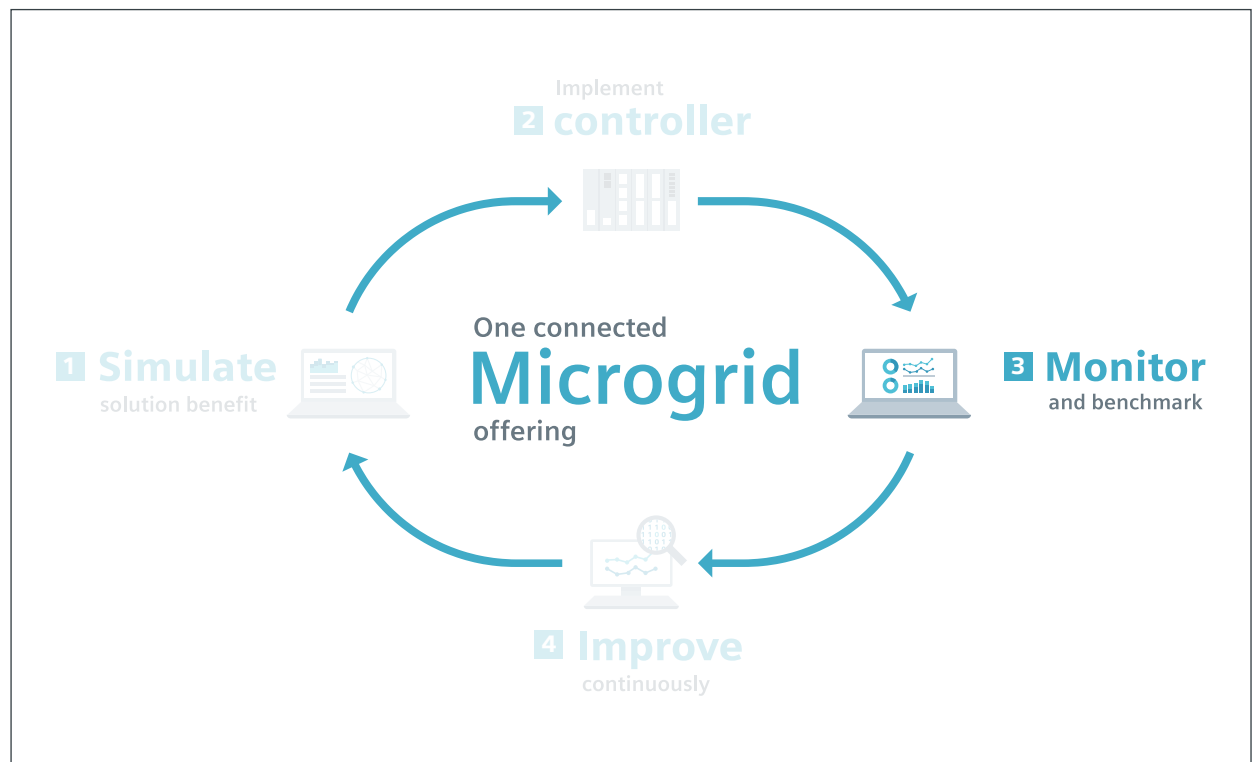 Implement
2 controller
One connected
Microgrid
offering
1 Simulate
solution benefit
3 Monitor
and benchmark
4 Improve
continuously